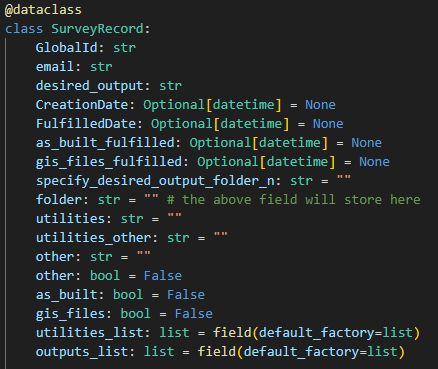 @dataclass
class SurveyRecord:
    GlobalId: str
    email: str
    desired_output: str
    CreationDate: Optional[datetime] = None
    FulfilledDate: Optional[datetime] = None
    as_built_fulfilled: Optional[datetime] = None
    gis_files_fulfilled: Optional[datetime] = None
    specify_desired_output_folder_n: str = ""
    folder: str = "" # the above field will store here
    utilities: str = ""
    utilities_other: str = ""
    other: str = ""
    other: bool = False
    as_built: bool = False
    gis_files: bool = False
    utilities_list: list = field(default_factory=list)
    outputs_list: list = field(default_factory=list)